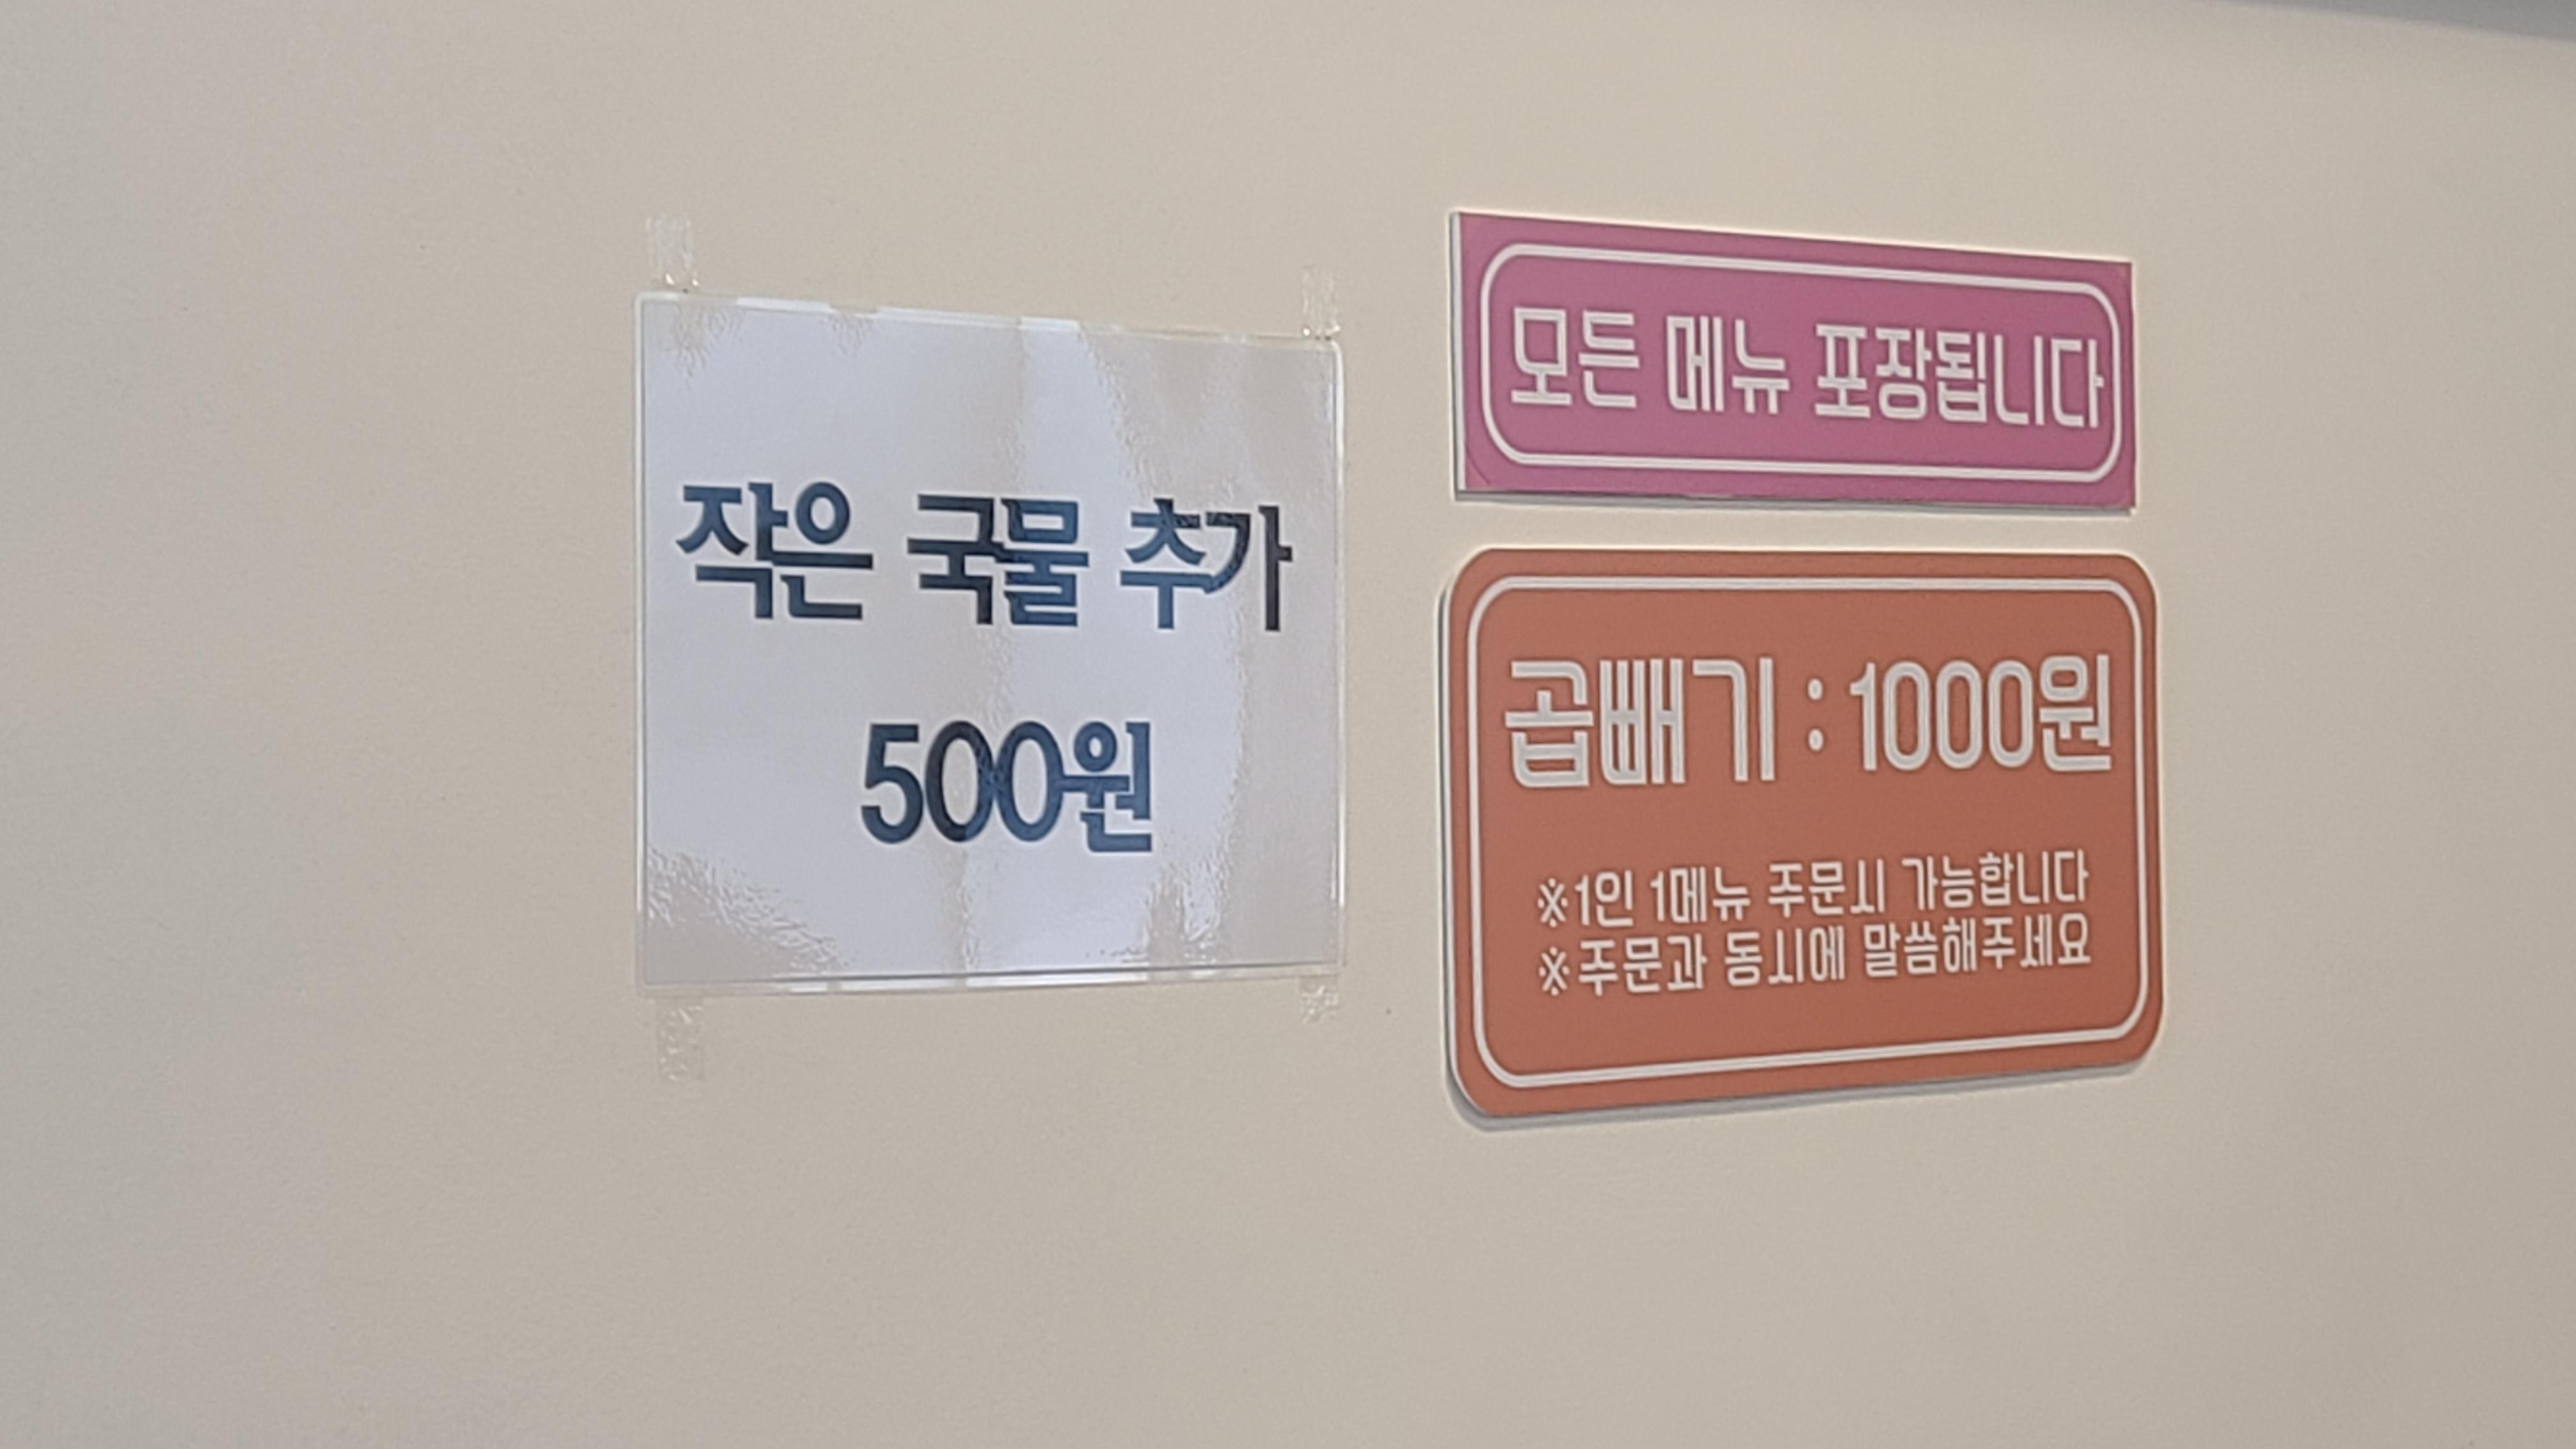 작은 국물 추가
500원
모든 메뉴 포장됩니다
곱빼기 : 1000원
※1인 1메뉴 주문시 가능합니다
※주문과 동시에 말씀해주세요